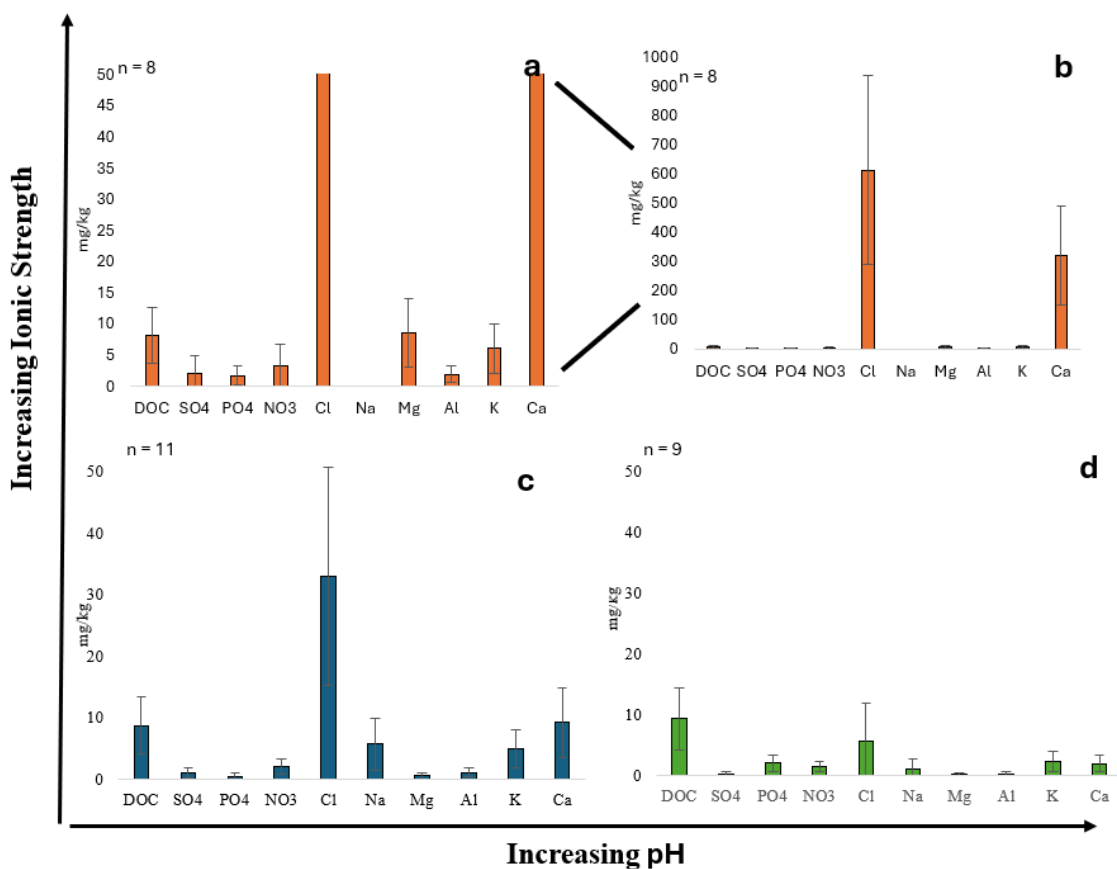 Increasing Ionic Strength
n = 8
a
50
45
40
35
30
25
20
15
10
5
0
mg/kg
DOC SO4 PO4 NO3 Cl Na Mg Al K Ca
n = 8
b
1000
900
800
700
600
500
400
300
200
100
0
mg/kg
DOC SO4 PO4 NO3 Cl Na Mg Al K Ca
n = 11
c
50
40
30
20
10
0
mg/kg
DOC SO4 PO4 NO3 Cl Na Mg Al K Ca
n = 9
d
50
40
30
20
10
0
mg/kg
DOC SO4 PO4 NO3 Cl Na Mg Al K Ca
Increasing pH